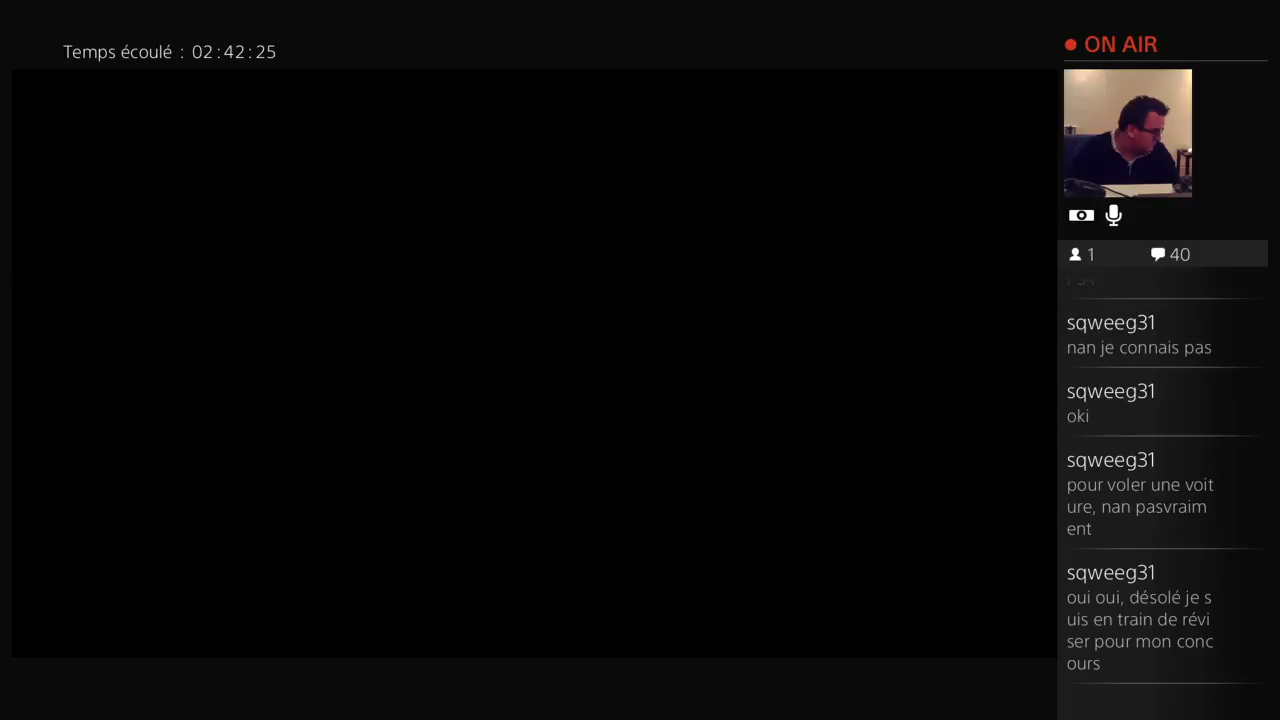 Temps écoulé : 02:42:25
ON AIR
1
40
sqweeg31
nan je connais pas
sqweeg31
oki
sqweeg31
pour voler une voit
ure, nan pasvraim
ent
sqweeg31
oui oui, désolé je s
uis en train de révi
ser pour mon conc
ours